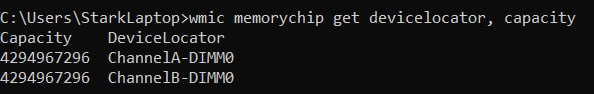 C:\Users\StarkLaptop>wmic memorychip get devicelocator, capacity
Capacity    DeviceLocator
4294967296  ChannelA-DIMM0
4294967296  ChannelB-DIMM0